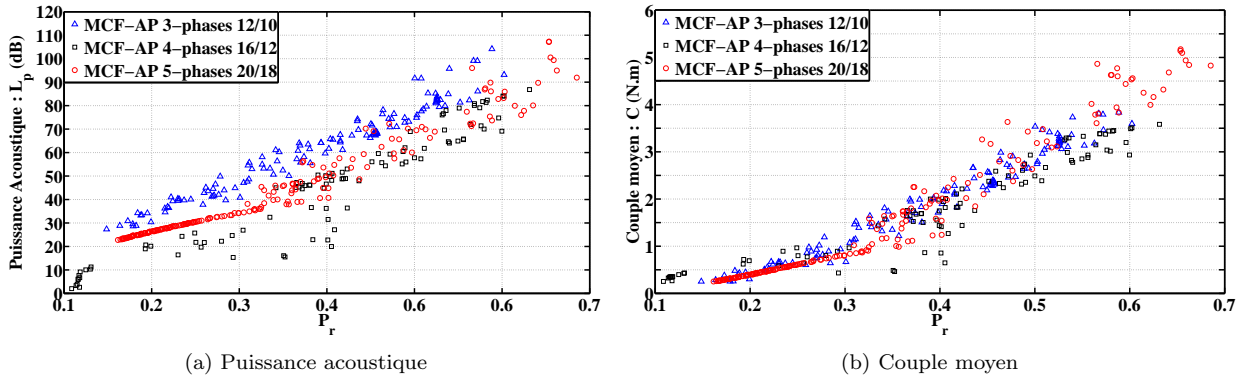 Puissance Acoustique : L_p (dB)
120
110
100
90
80
70
60
50
40
30
20
10
0
MCF-AP 3-phases 12/10
MCF-AP 4-phases 16/12
MCF-AP 5-phases 20/18
0.1 0.2 0.3 0.4 0.6 0.6 0.7
P_r
(a) Puissance acoustique
Couple moyen : C (N.m)
6
5
4
3
2
1
0
MCF-AP 3-phases 12/10
MCF-AP 4-phases 16/12
MCF-AP 5-phases 20/18
0.1 0.2 0.3 0.4 0.5 0.6 0.7
P_r
(b) Couple moyen